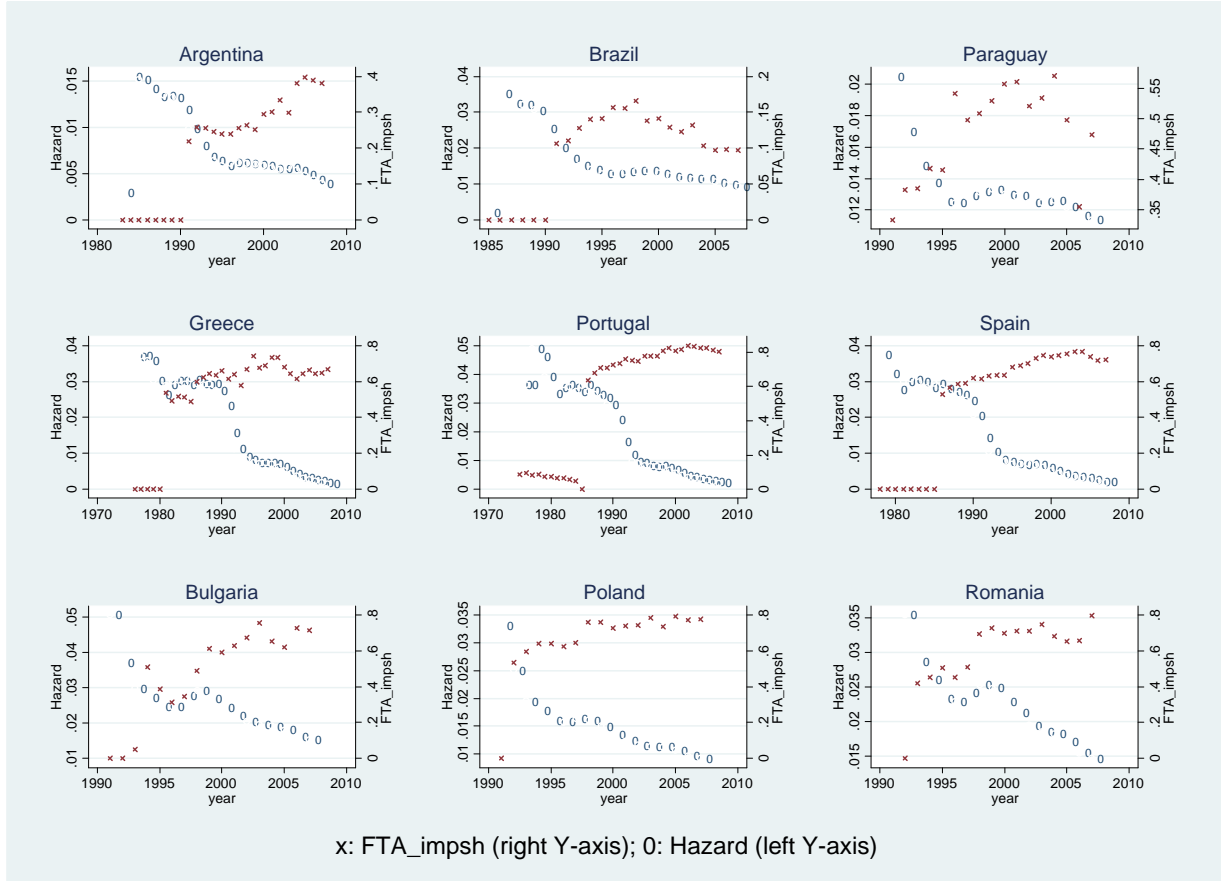 Argentina
Brazil
Paraguay
Hazard
0 .005 .01 .015
FTA_impsh
0 .1 .2 .3 .4
1980 1990 2000 2010
year
Hazard
0 .01 .02 .03 .04
FTA_impsh
0 .05 .1 .15 .2
1985 1990 1995 2000 2005
year
Hazard
.012 .014 .016 .018 .02
FTA_impsh
.35 .4 .45 .5 .55
1990 1995 2000 2005 2010
year
Greece
Portugal
Spain
Hazard
0 .01 .02 .03 .04
FTA_impsh
0 .2 .4 .6 .8
1970 1980 1990 2000 2010
year
Hazard
0 .01 .02 .03 .04 .05
FTA_impsh
0 .2 .4 .6 .8
1970 1980 1990 2000 2010
year
Hazard
0 .01 .02 .03 .04
FTA_impsh
0 .2 .4 .6 .8
1980 1990 2000 2010
year
Bulgaria
Poland
Romania
Hazard
.01 .02 .03 .04 .05
FTA_impsh
0 .2 .4 .6 .8
1990 1995 2000 2005 2010
year
Hazard
.01 .015 .02 .025 .03 .035
FTA_impsh
0 .2 .4 .6 .8
1990 1995 2000 2005 2010
year
Hazard
.015 .02 .025 .03 .035
FTA_impsh
0 .2 .4 .6 .8
1990 1995 2000 2005 2010
year
x: FTA_impsh (right Y-axis); 0: Hazard (left Y-axis)